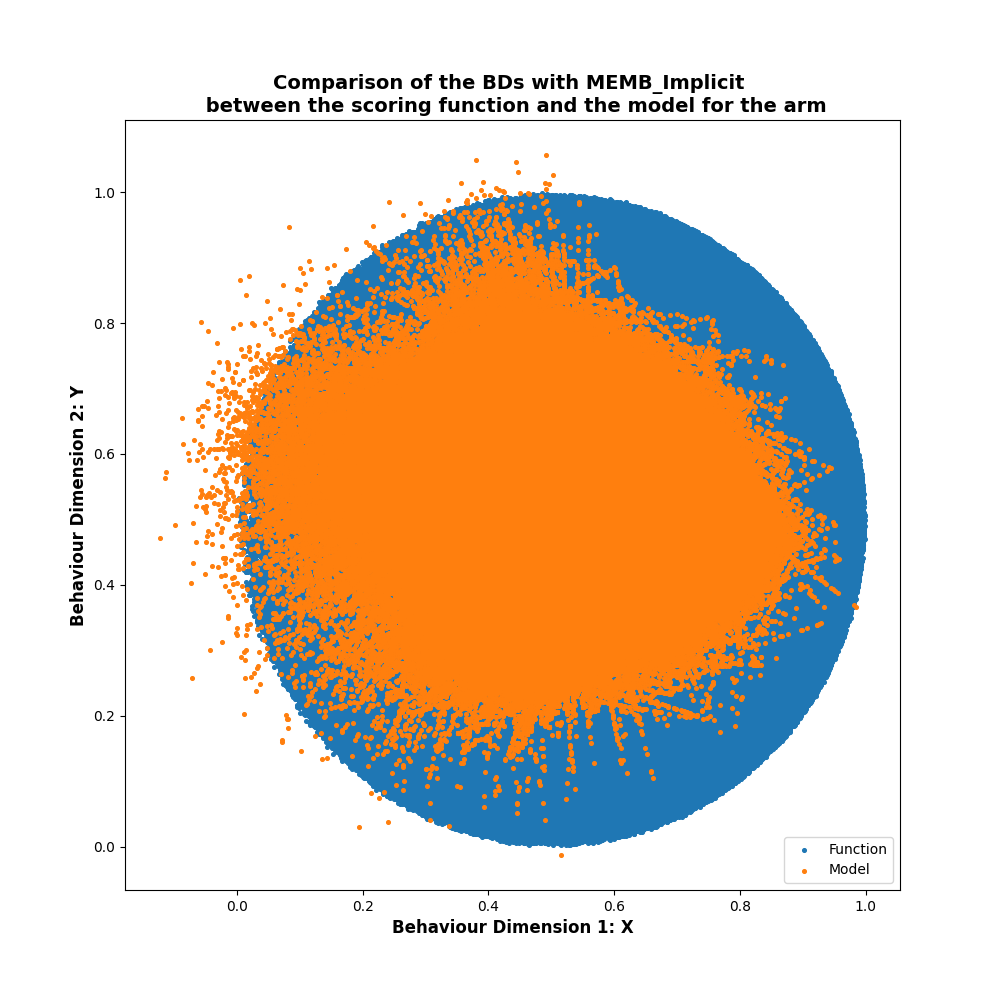 Comparison of the BDs with MEMB_Implicit
between the scoring function and the model for the arm
Behaviour Dimension 2: Y
1.0
0.8
0.6
0.4
0.2
0.0
0.0 0.2 0.4 0.6 0.8 1.0
Behaviour Dimension 1: X
Function
Model